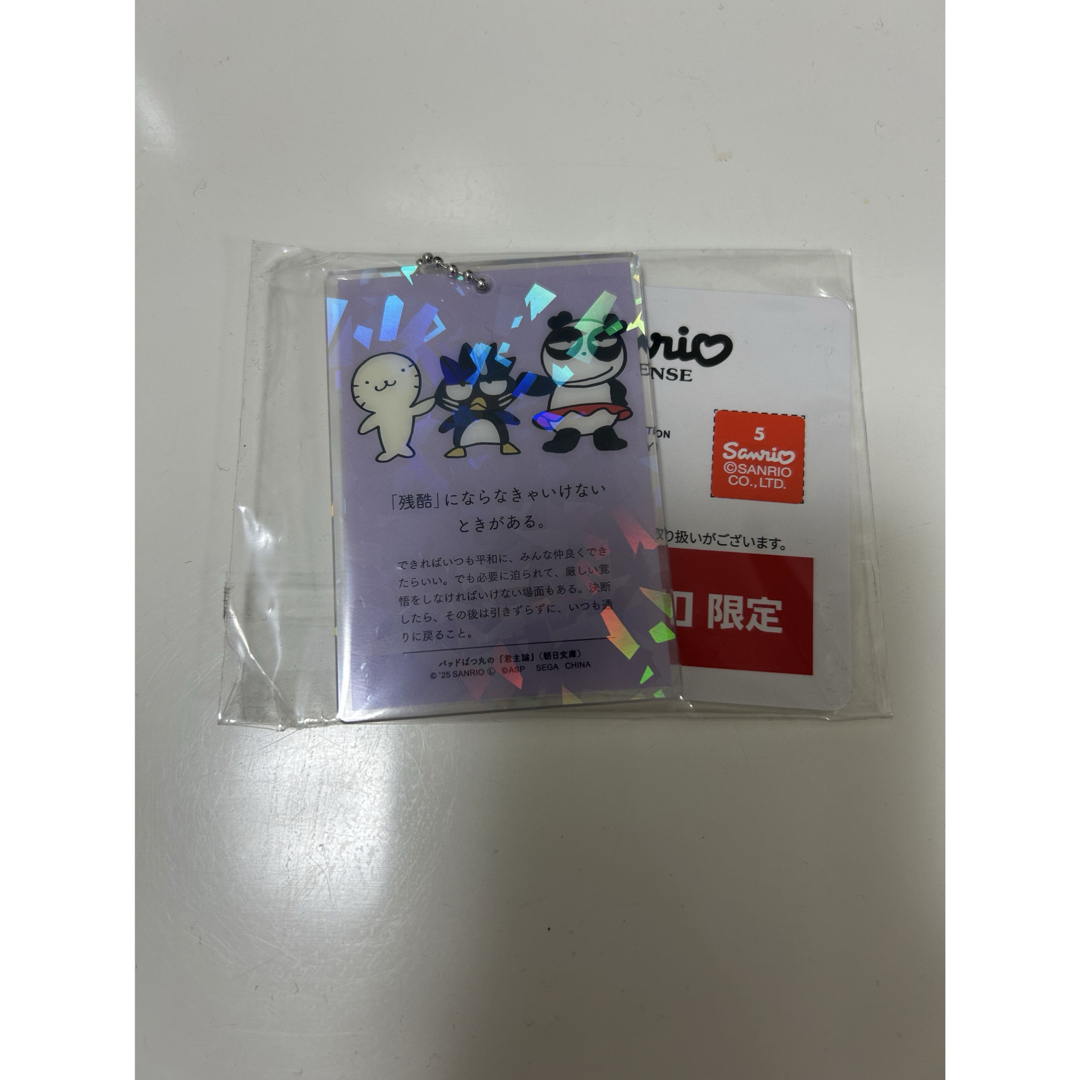 「残酷」にならなきゃいけない
ときがある。
できればいつも平和に、みんな仲良くでき
たらいい。でも必要に迫られて、厳しい覚
悟をしなければいけない場面もある。決断
したら、その後は引きずらずに、いつも通
りに戻ること。
バッドばつ丸の『君主論』（朝日文庫）
© '25 SANRIO Ⓛ ©ASP SEGA CHINA
nrio
ENSE
TION
Y
5
Sanrio
©SANRIO
CO.,LTD.
取り扱いがございます。
限定